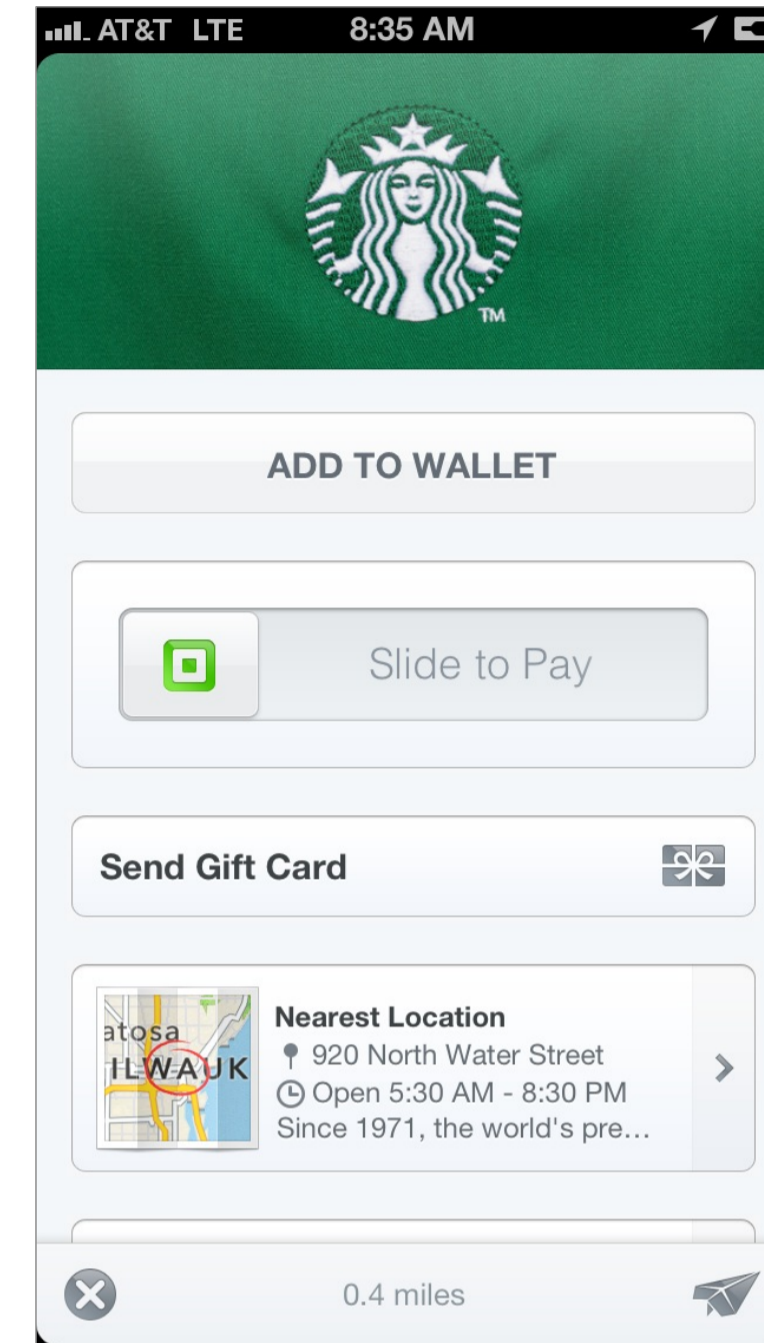 AT&T LTE 8:35 AM
TM
ADD TO WALLET
Slide to Pay
Send Gift Card
atosa
ILWAUK
Nearest Location
920 North Water Street
Open 5:30 AM - 8:30 PM
Since 1971, the world's pre...
0.4 miles